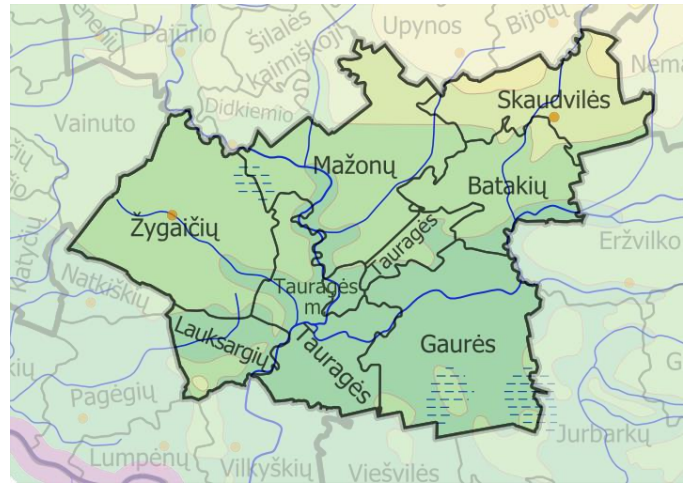 Pajūrio
Šilalės
kaimiškoji
Upynos
Bijotų
Skaudvilės
Didkiemio
Vainuto
Mažonų
Batakių
Žygaičių
Tauragės
Eržvilko
Katyčių
Natkiškių
Tauragės
m.
Lauksargių
Tauragės
Gaurės
Pagėgių
Jurbarkų
Lumpėnų
Vilkyškių
Viešvilės